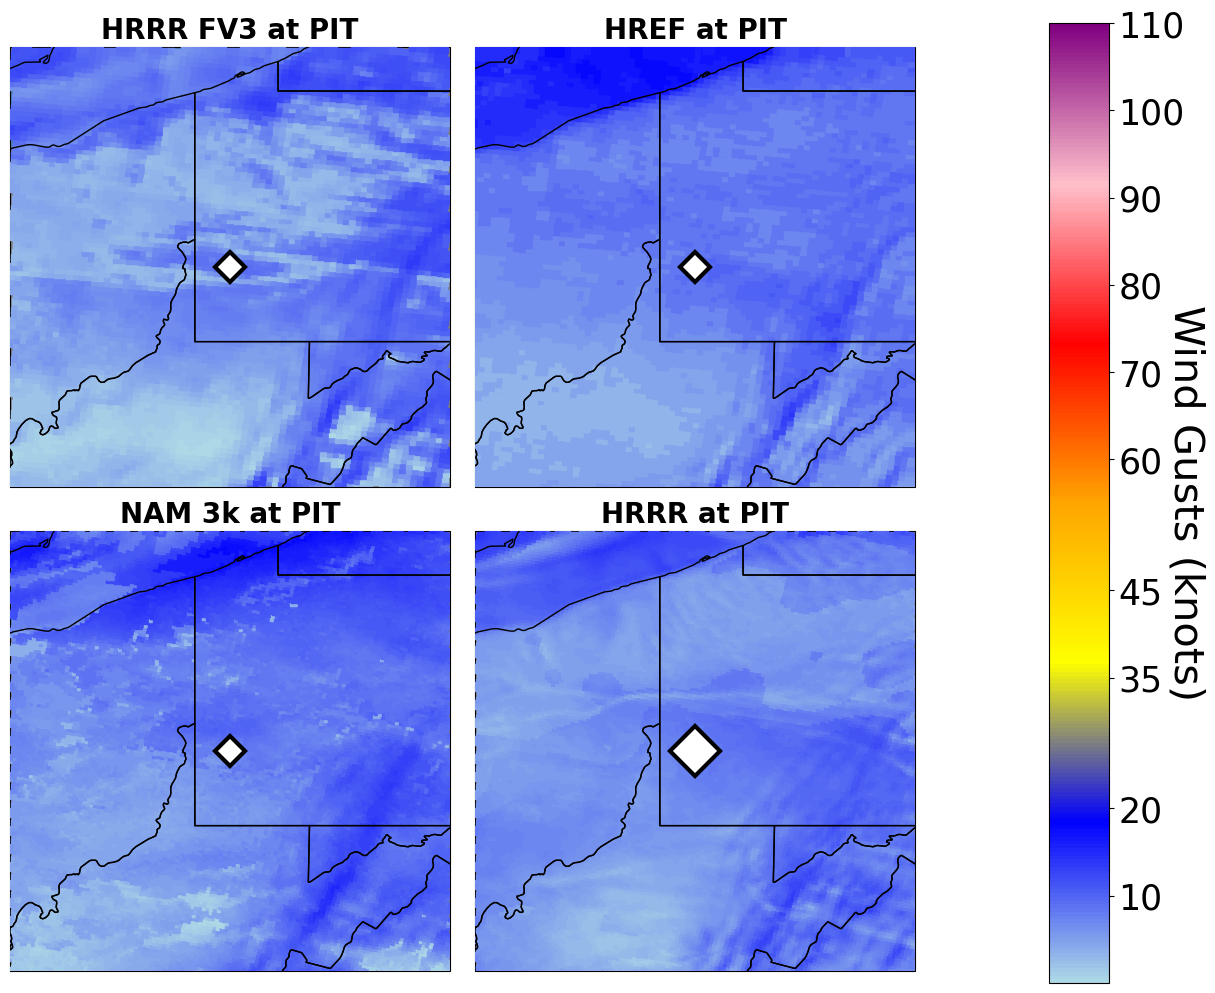 HRRR FV3 at PIT
HREF at PIT
NAM 3k at PIT
HRRR at PIT
110
100
90
80
70
60
45
35
20
10
Wind Gusts (knots)